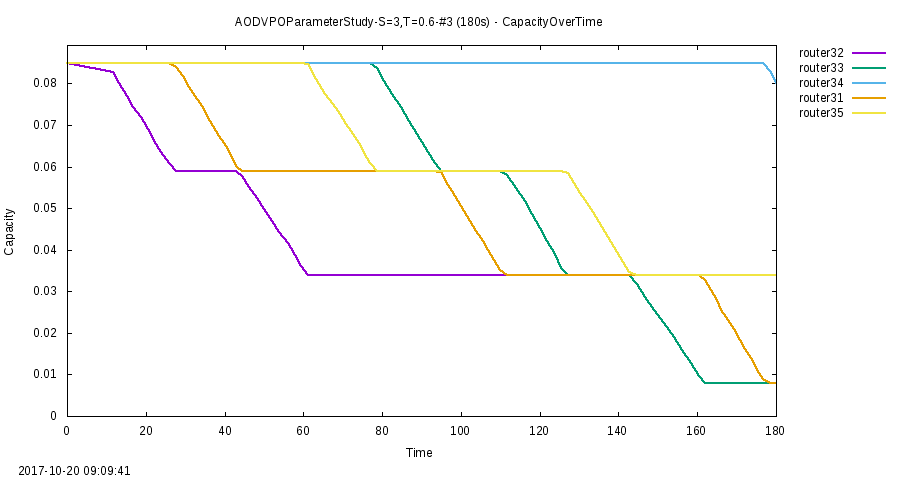 AODVPOParameterStudy-S=3,T=0.6-#3 (180s) - CapacityOverTime
router32
router33
router34
router31
router35
0.08
0.07
0.06
0.05
0.04
0.03
0.02
0.01
0
Capacity
0 20 40 60 80 100 120 140 160 180
Time
2017-10-20 09:09:41